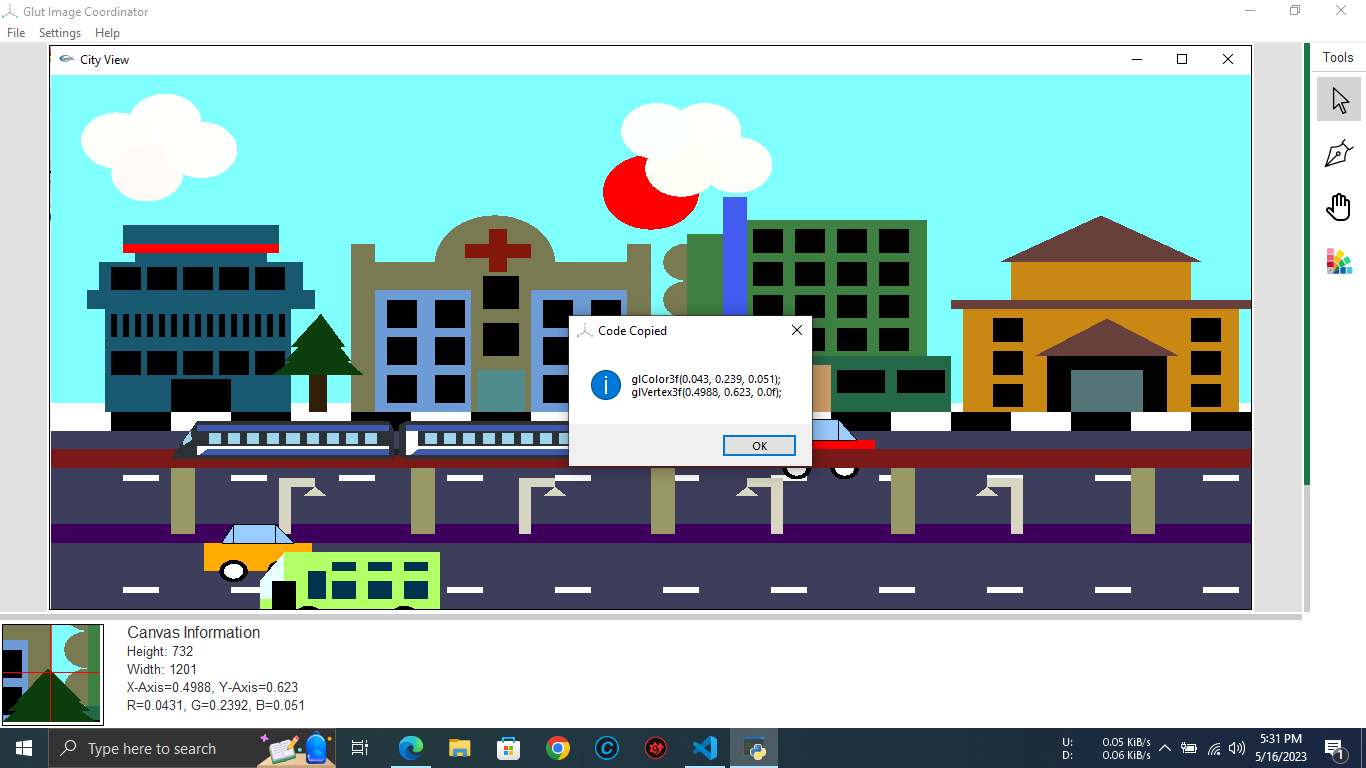 Glut Image Coordinator
File Settings Help
City View
Tools
Code Copied
glColor3f(0.043, 0.239, 0.051);
glVertex3f(0.4988, 0.623, 0.0f);
OK
Canvas Information
Height: 732
Width: 1201
X-Axis=0.4988, Y-Axis=0.623
R=0.0431, G=0.2392, B=0.051
Type here to search
U: 0.05 KiB/s
D: 0.06 KiB/s
5:31 PM
5/16/2023
1